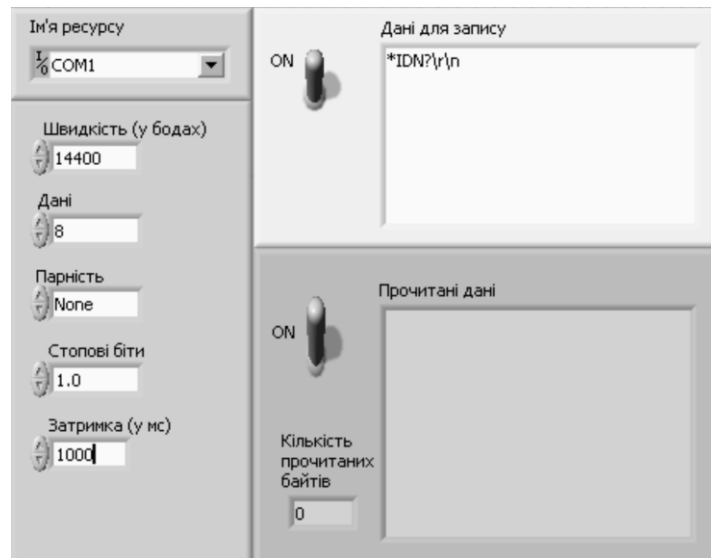 Ім'я ресурсу
I/O COM1
Швидкість (у бодах)
14400
Дані
8
Парність
None
Стопові біти
1.0
Затримка (у мс)
1000
Дані для запису
ON
*IDN?\r\n
Прочитані дані
ON
Кількість
прочитаних
байтів
0